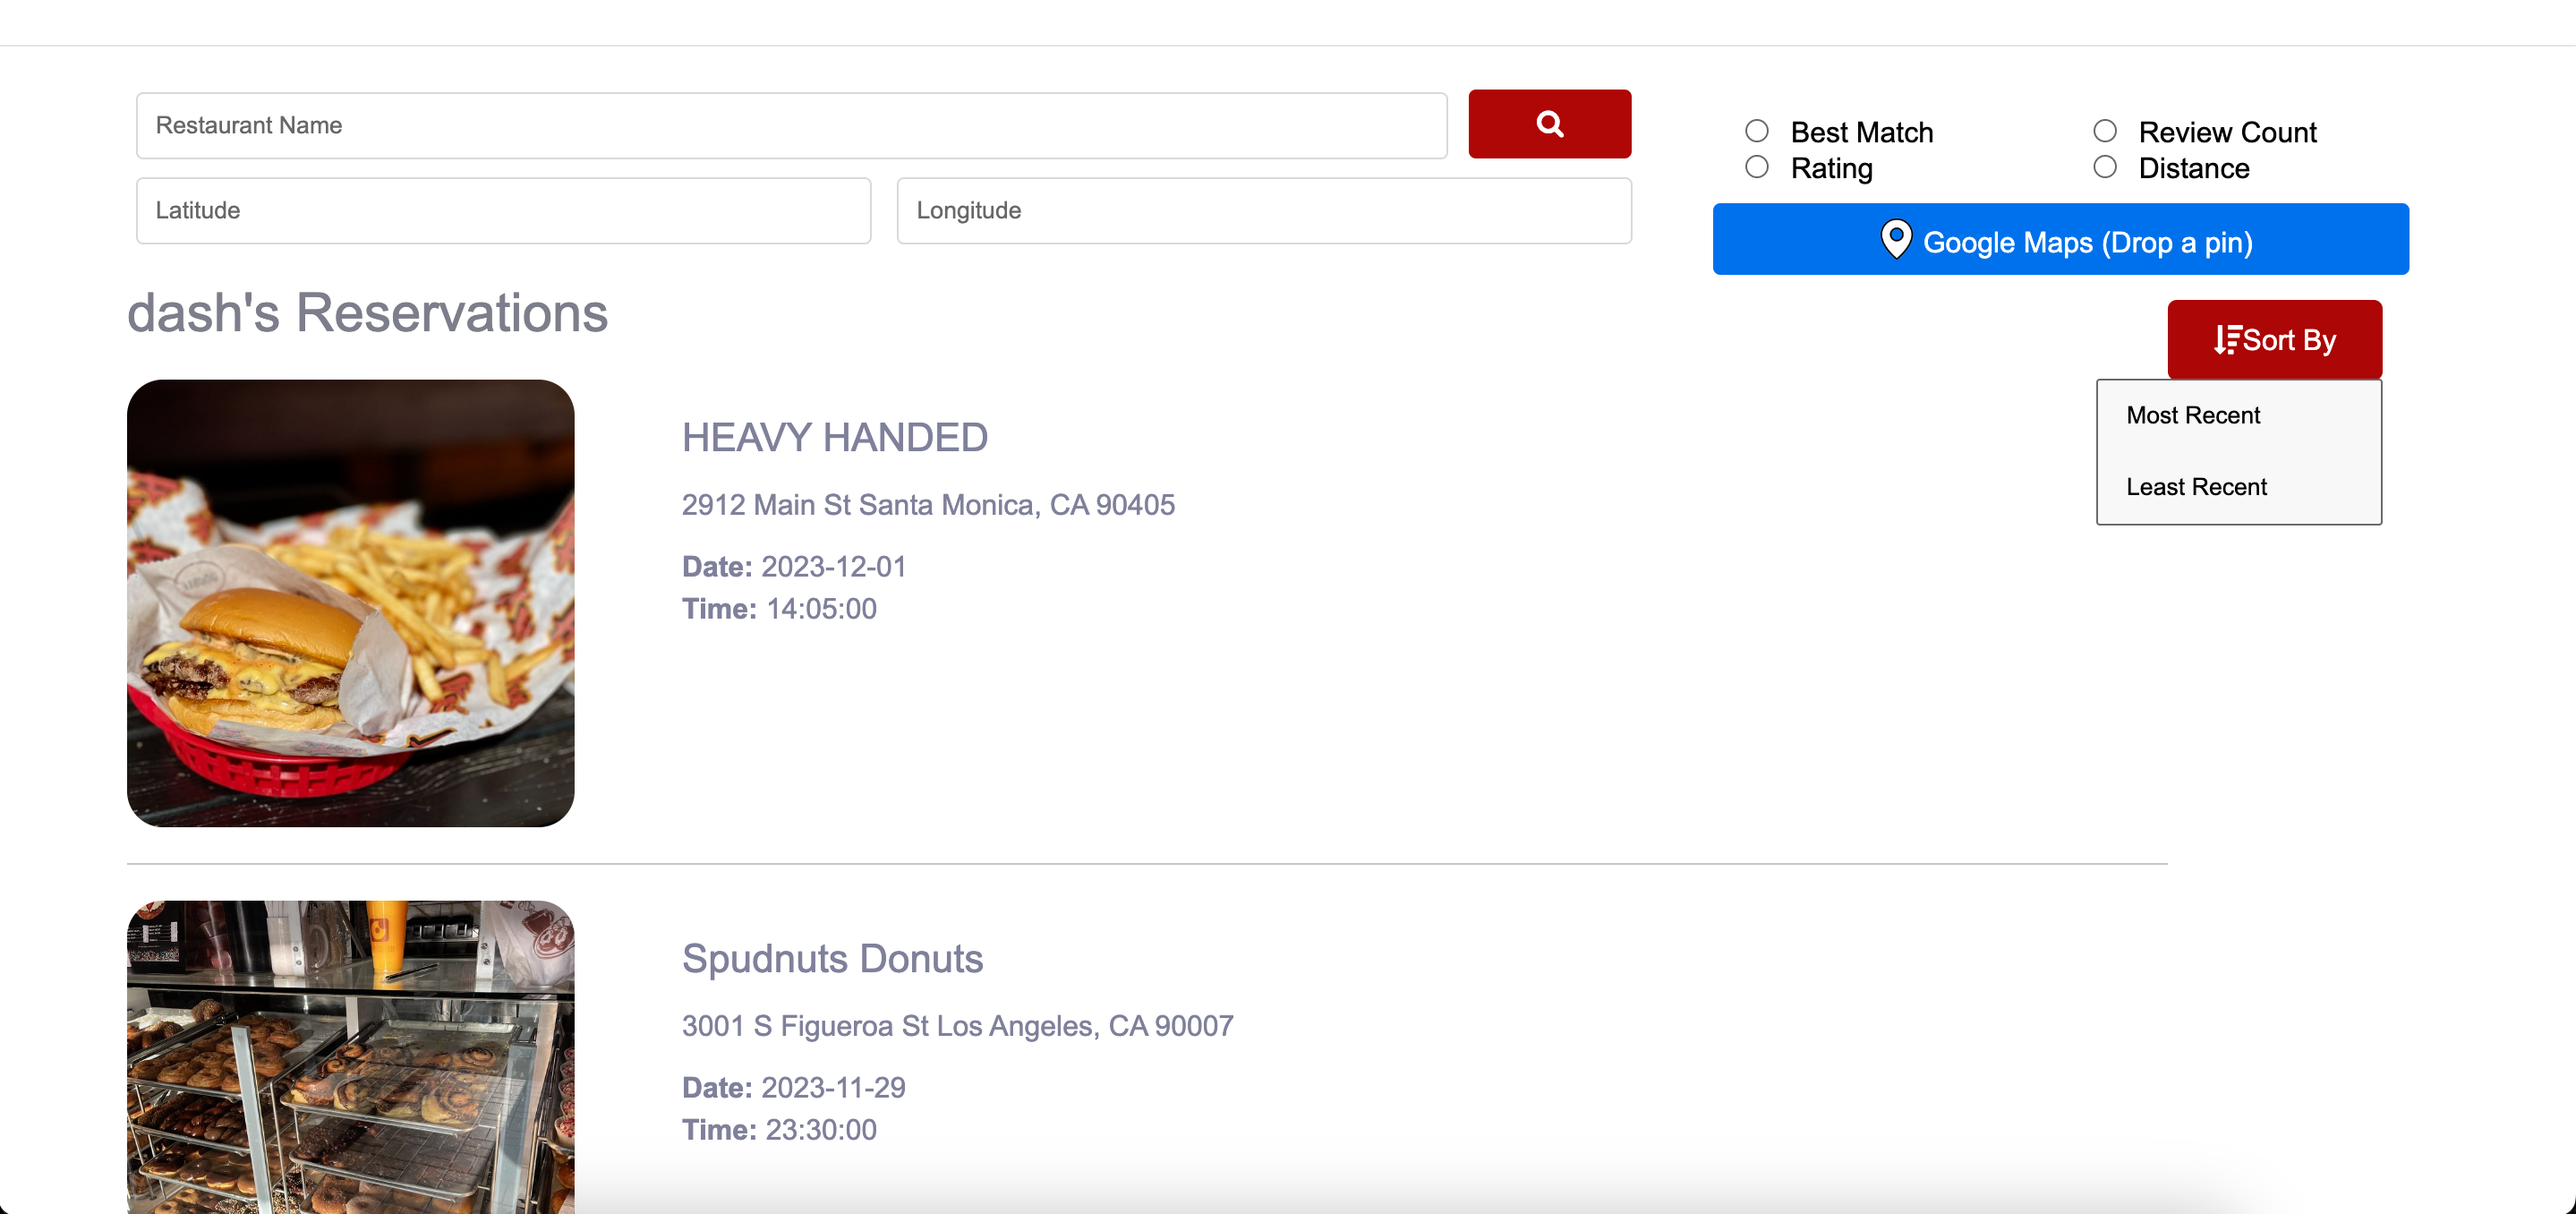 Restaurant Name
Best Match
Review Count
Rating
Distance
Latitude
Longitude
Google Maps (Drop a pin)
dash's Reservations
Sort By
Most Recent
Least Recent
HEAVY HANDED
2912 Main St Santa Monica, CA 90405
Date: 2023-12-01
Time: 14:05:00
Spudnuts Donuts
3001 S Figueroa St Los Angeles, CA 90007
Date: 2023-11-29
Time: 23:30:00